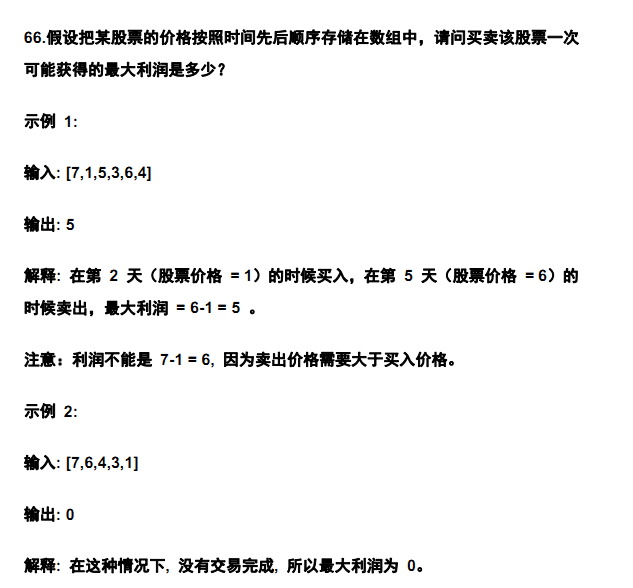 66.假设把某股票的价格按照时间先后顺序存储在数组中，请问买卖该股票一次
可能获得的最大利润是多少？
示例 1:
输入: [7,1,5,3,6,4]
输出: 5
解释: 在第 2 天（股票价格 = 1）的时候买入，在第 5 天（股票价格 = 6）的
时候卖出，最大利润 = 6-1 = 5 。
注意：利润不能是 7-1 = 6, 因为卖出价格需要大于买入价格。
示例 2:
输入: [7,6,4,3,1]
输出: 0
解释: 在这种情况下, 没有交易完成, 所以最大利润为 0。